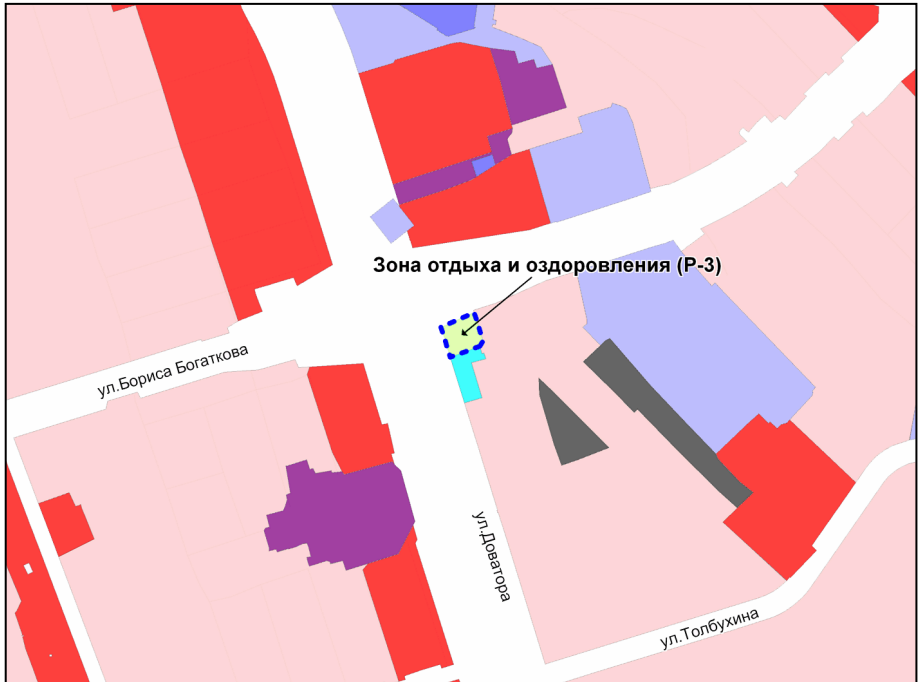 Зона отдыха и оздоровления (Р-3)
ул.Бориса Богаткова
ул.Доватора
ул.Толбухина